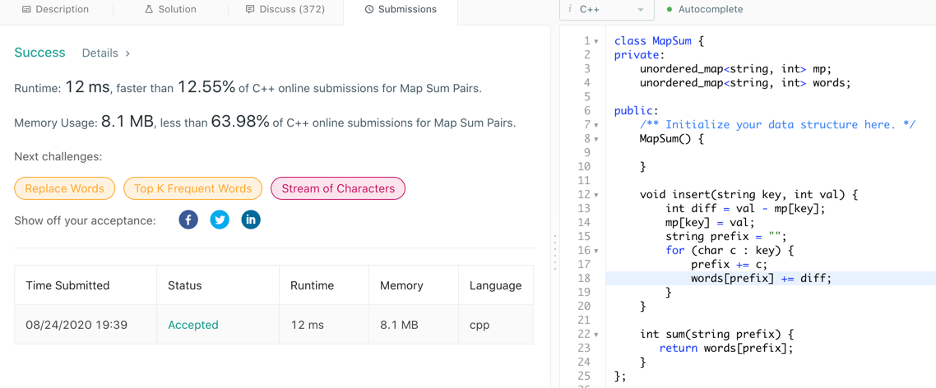 Description
Solution
Discuss (372)
Submissions
Success Details >
Runtime: 12 ms, faster than 12.55% of C++ online submissions for Map Sum Pairs.
Memory Usage: 8.1 MB, less than 63.98% of C++ online submissions for Map Sum Pairs.
Next challenges:
Replace Words
Top K Frequent Words
Stream of Characters
Show off your acceptance:
Time Submitted Status Runtime Memory Language
08/24/2020 19:39 Accepted 12 ms 8.1 MB cpp
i C++
Autocomplete
1 class MapSum {
2 private:
3     unordered_map<string, int> mp;
4     unordered_map<string, int> words;
5
6 public:
7     /** Initialize your data structure here. */
8     MapSum() {
9
10     }
11
12     void insert(string key, int val) {
13         int diff = val - mp[key];
14         mp[key] = val;
15         string prefix = "";
16         for (char c : key) {
17             prefix += c;
18             words[prefix] += diff;
19         }
20     }
21
22     int sum(string prefix) {
23        return words[prefix];
24     }
25 };